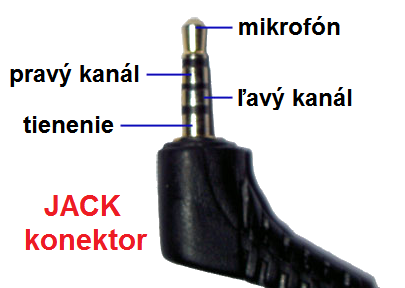 mikrofón
pravý kanál
ľavý kanál
tienenie
JACK
konektor